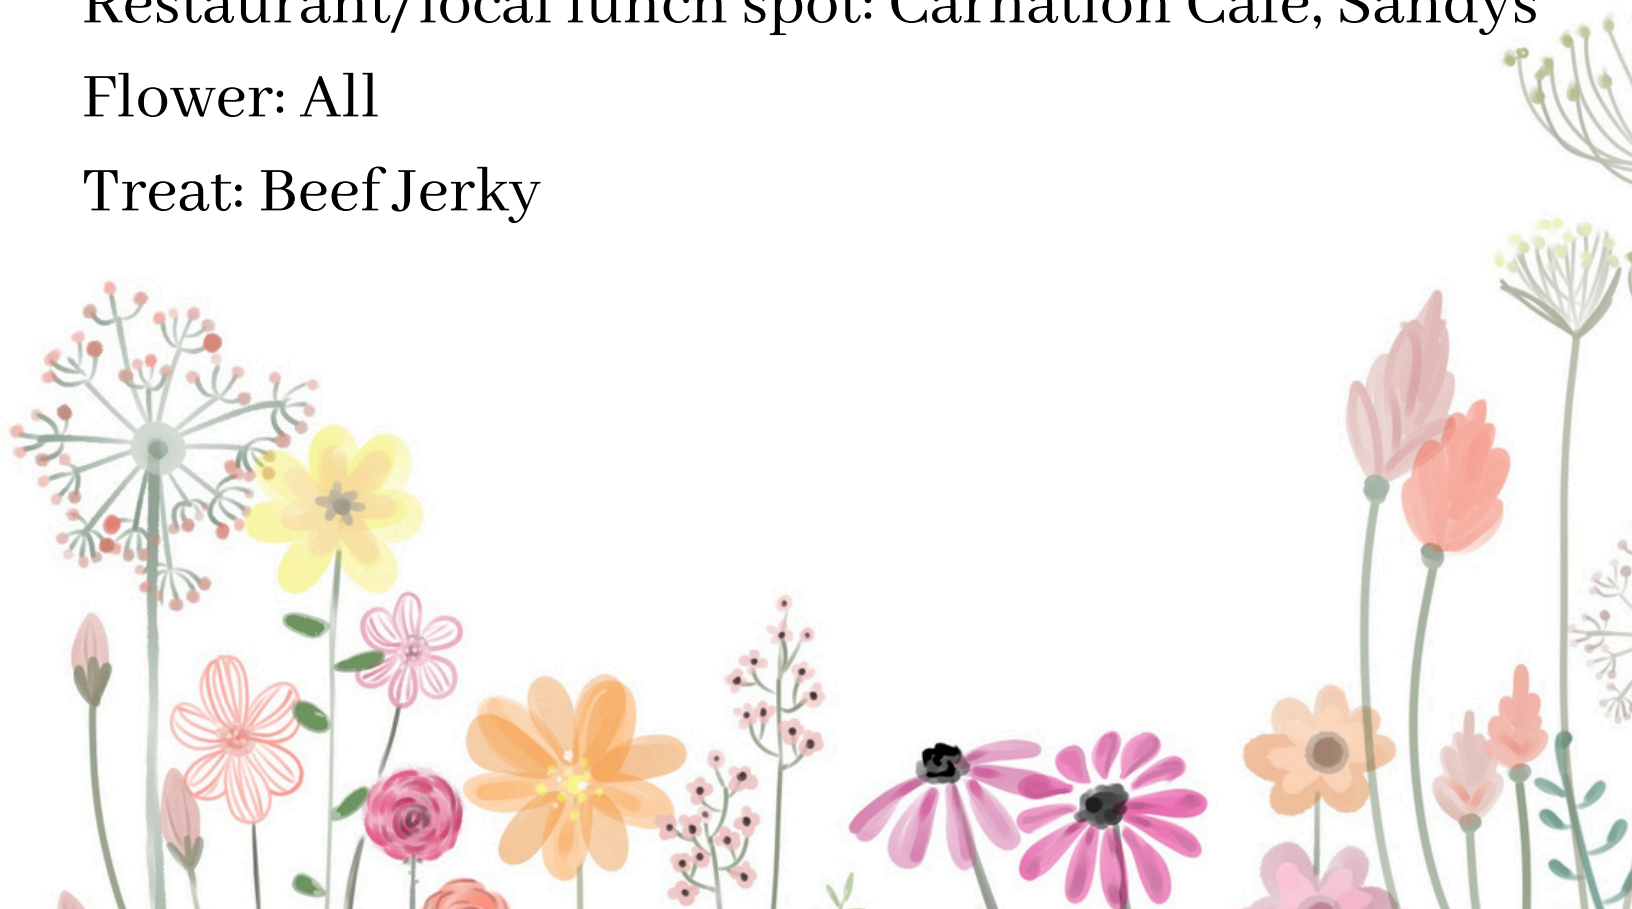 Restaurant/local lunch spot: Carnation Cafe, Sandys
Flower: All
Treat: Beef Jerky